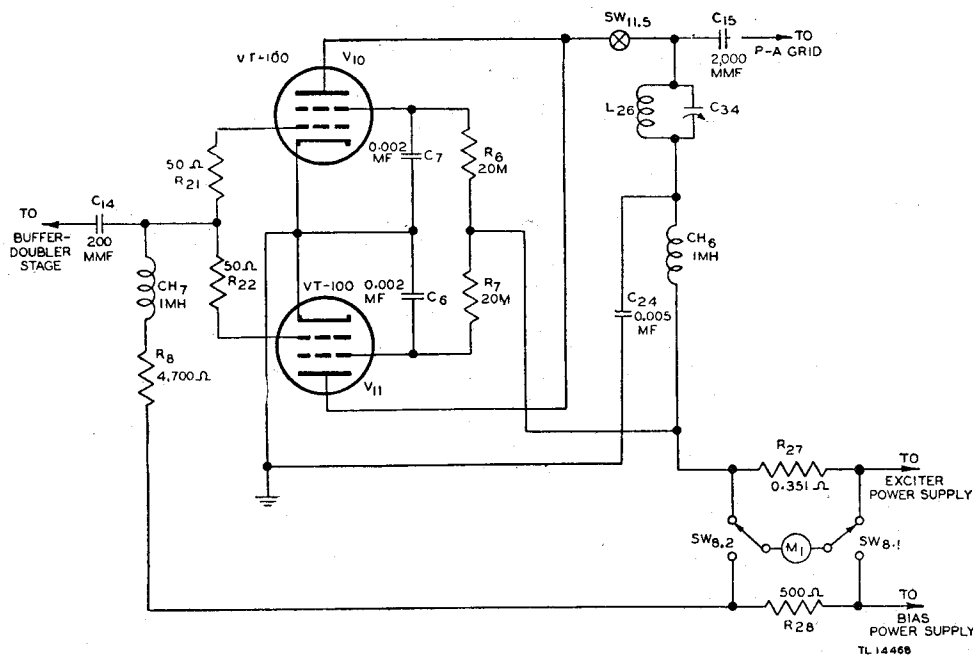 SW11.5
C15
TO
P-A GRID
2,000
MMF
VT-100
V10
L26
C34
0.002
MF
C7
R6
20M
50 Ω
R21
TO
BUFFER-
DOUBLER
STAGE
C14
200
MMF
CH7
1MH
50Ω
R22
VT-100
0.002
MF
C6
R7
20M
CH6
1MH
C24
0.005
MF
R8
4,700Ω
V11
R27
0.351 Ω
TO
EXCITER
POWER SUPPLY
SW8.2
M1
SW8.1
500Ω
R28
TO
BIAS
POWER SUPPLY
TL 14468